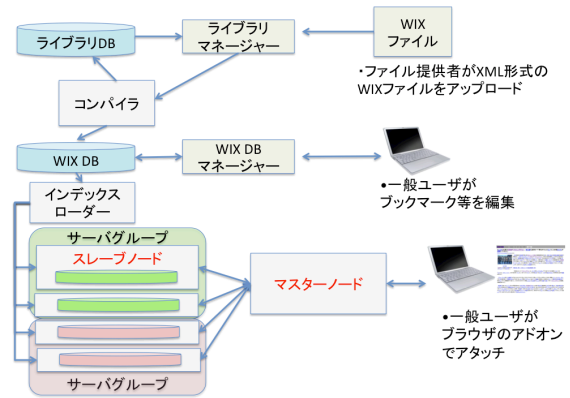 ライブラリDB
ライブラリ
マネージャー
WIX
ファイル
・ファイル提供者がXML形式の
WIXファイルをアップロード
コンパイラ
WIX DB
WIX DB
マネージャー
•一般ユーザが
ブックマーク等を編集
インデックス
ローダー
サーバグループ
スレーブノード
マスターノード
•一般ユーザが
ブラウザのアドオン
でアタッチ
サーバグループ